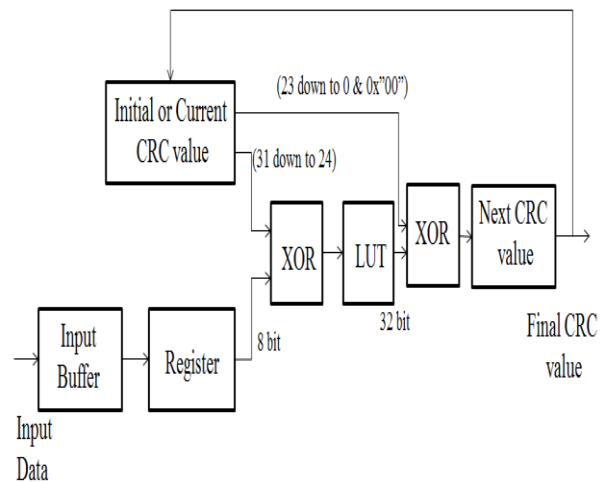 (23 down to 0 & 0x"00")
Initial or Current
CRC value
(31 down to 24)
XOR
LUT
XOR
Next CRC
value
32 bit
8 bit
Final CRC
value
Input
Buffer
Register
Input
Data